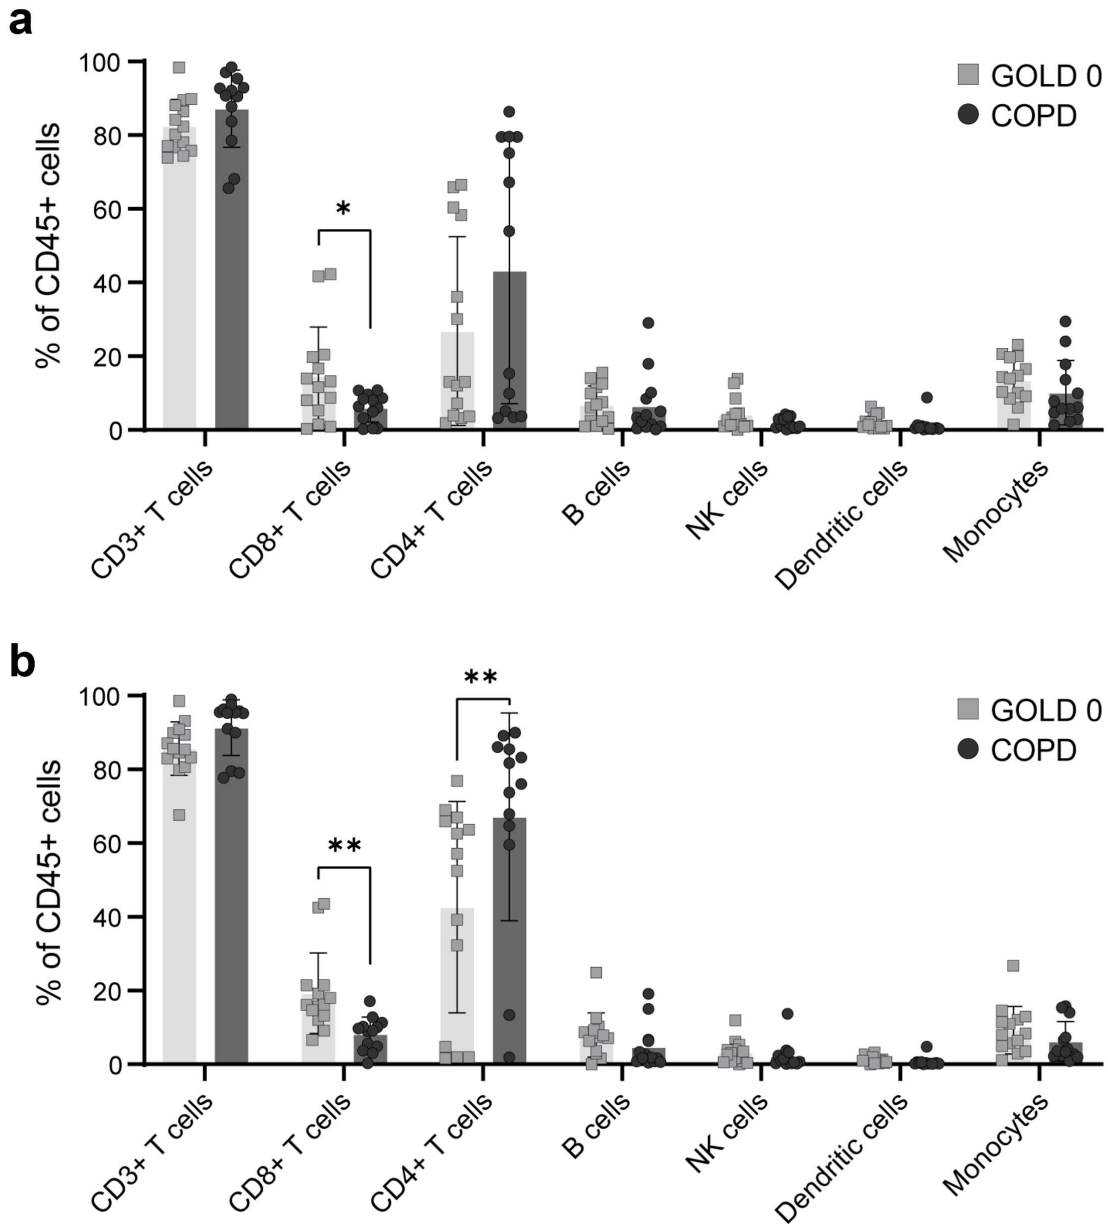 a
% of CD45+ cells
100
80
60
40
20
0
GOLD 0
COPD
*
CD3+ T cells
CD8+ T cells
CD4+ T cells
B cells
NK cells
Dendritic cells
Monocytes
b
% of CD45+ cells
100
80
60
40
20
0
GOLD 0
COPD
**
**
CD3+ T cells
CD8+ T cells
CD4+ T cells
B cells
NK cells
Dendritic cells
Monocytes